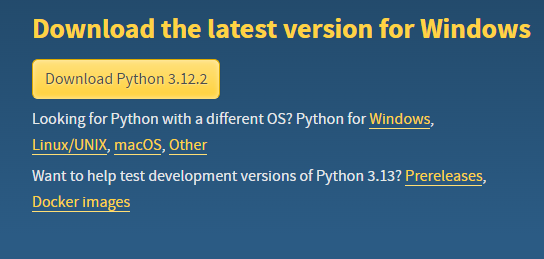 Download the latest version for Windows
Download Python 3.12.2
Looking for Python with a different OS? Python for Windows,
Linux/UNIX, macOS, Other
Want to help test development versions of Python 3.13? Prereleases,
Docker images